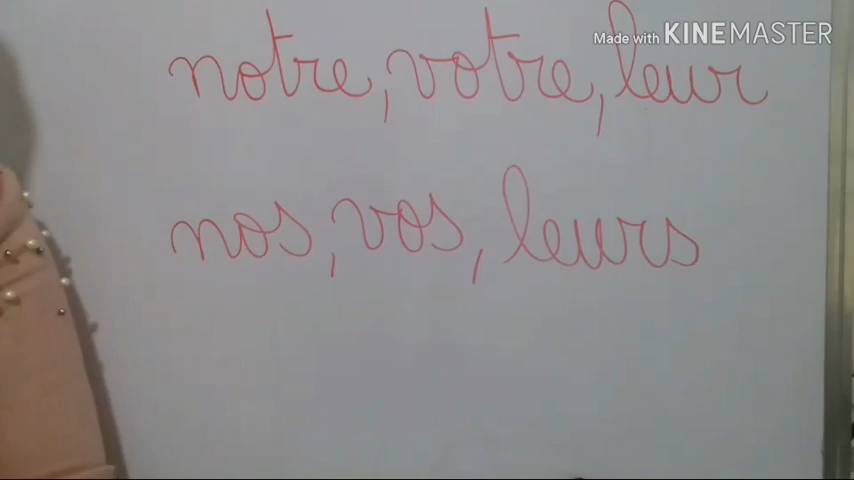 Made with KINEMASTER
notre, votre, leur
nos, vos, leurs